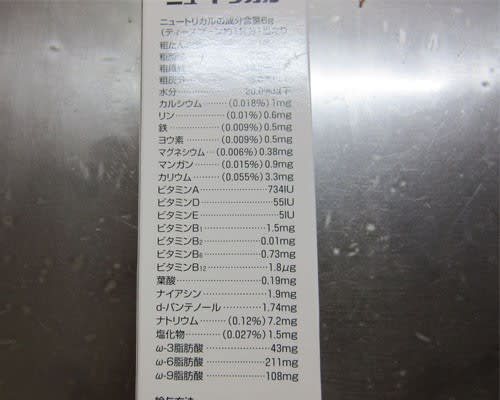 ニュートリカル
ニュートリカルの成分含量6g
カルシウム……(0.018%)1mg
リン…………(0.01%)0.6mg
鉄……………(0.009%)0.5mg
ヨウ素………(0.009%)0.5mg
マグネシウム…(0.006%)0.38mg
マンガン……(0.015%)0.9mg
カリウム……(0.055%)3.3mg
ビタミンA…………734IU
ビタミンD…………55IU
ビタミンE…………5IU
ビタミンB1…………1.5mg
ビタミンB2…………0.01mg
ビタミンB6…………0.73mg
ビタミンB12…………1.8μg
葉酸…………0.19mg
ナイアシン…………1.9mg
d-パンテノール……1.74mg
ナトリウム………(0.12%)7.2mg
塩化物………(0.027%)1.5mg
ω-3脂肪酸…………43mg
ω-6脂肪酸…………211mg
ω-9脂肪酸…………108mg